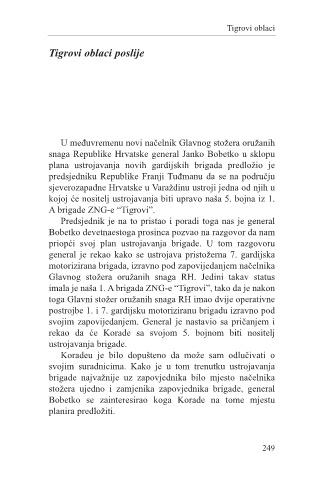 Tigrovi oblaci
Tigrovi oblaci poslije
U međuvremenu novi načelnik Glavnog stožera oružanih
snaga Republike Hrvatske general Janko Bobetko u sklopu
plana ustrojavanja novih gardijskih brigada predložio je
predsjedniku Republike Franji Tuđmanu da se na području
sjeverozapadne Hrvatske u Varaždinu ustroji jedna od njih u
kojoj će nositelj ustrojavanja biti upravo naša 5. bojna iz 1.
A brigade ZNG-e “Tigrovi”.
Predsjednik je na to pristao i poradi toga nas je general
Bobetko devetnaestoga prosinca pozvao na razgovor da nam
priopći svoj plan ustrojavanja brigade. U tom razgovoru
general je rekao kako se ustrojava pristožerna 7. gardijska
motorizirana brigada, izravno pod zapovijedanjem načelnika
Glavnog stožera oružanih snaga RH. Jedini takav status
imala je naša 1. A brigada ZNG-e “Tigrovi”, tako da je nakon
toga Glavni stožer oružanih snaga RH imao dvije operativne
postrojbe 1. i 7. gardijsku motoriziranu brigadu izravno pod
svojim zapovijedanjem. General je nastavio sa pričanjem i
rekao da će Korade sa svojom 5. bojnom biti nositelj
ustrojavanja brigade.
Koradeu je bilo dopušteno da može sam odlučivati o
svojim suradnicima. Kako je u tom trenutku ustrojavanja
brigade najvažnije uz zapovjednika bilo mjesto načelnika
stožera ujedno i zamjenika zapovjednika brigade, general
Bobetko se zainteresirao koga Korade na tome mjestu
planira predložiti.
249